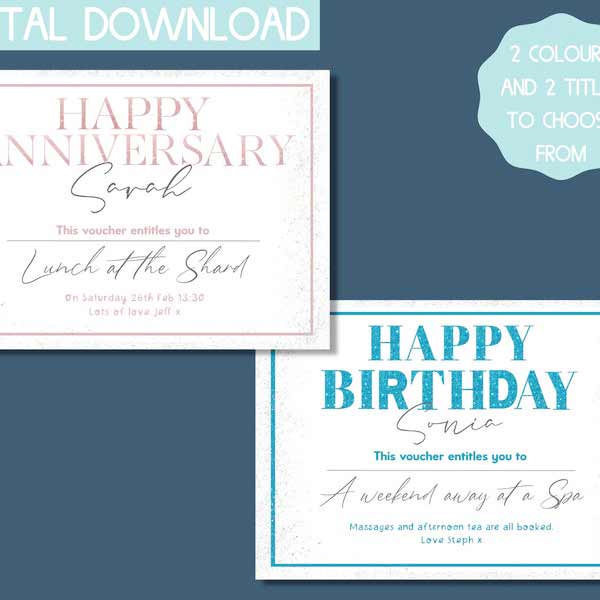 TAL DOWNLOAD
2 COLOUR
AND 2 TITL
TO CHOOS
FROM
HAPPY
ANNIVERSARY
Sarah
This voucher entitles you to
Lunch at the Shard
On Saturday 26th Feb 13:30
Lots of love Jeff x
HAPPY
BIRTHDAY
Sonia
This voucher entitles you to
A weekend away at a Spa
Massages and afternoon tea are all booked.
Love Steph x